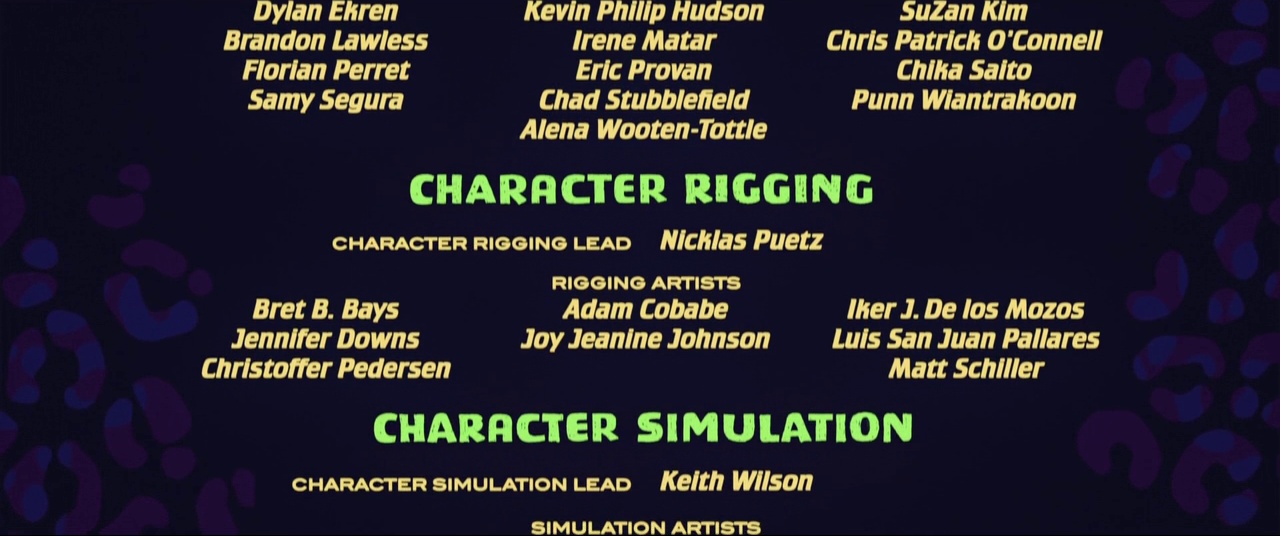 Dylan Ekren Kevin Philip Hudson SuZan Kim
Brandon Lawless Irene Matar Chris Patrick O'Connell
Florian Perret Eric Provan Chika Saito
Samy Segura Chad Stubblefield Punn Wiantrakoon
Alena Wooten-Tottle
CHARACTER RIGGING
CHARACTER RIGGING LEAD Nicklas Puetz
RIGGING ARTISTS
Bret B. Bays Adam Cobabe Iker J. De los Mozos
Jennifer Downs Joy Jeanine Johnson Luis San Juan Pallares
Christoffer Pedersen Matt Schiller
CHARACTER SIMULATION
CHARACTER SIMULATION LEAD Keith Wilson
SIMULATION ARTISTS